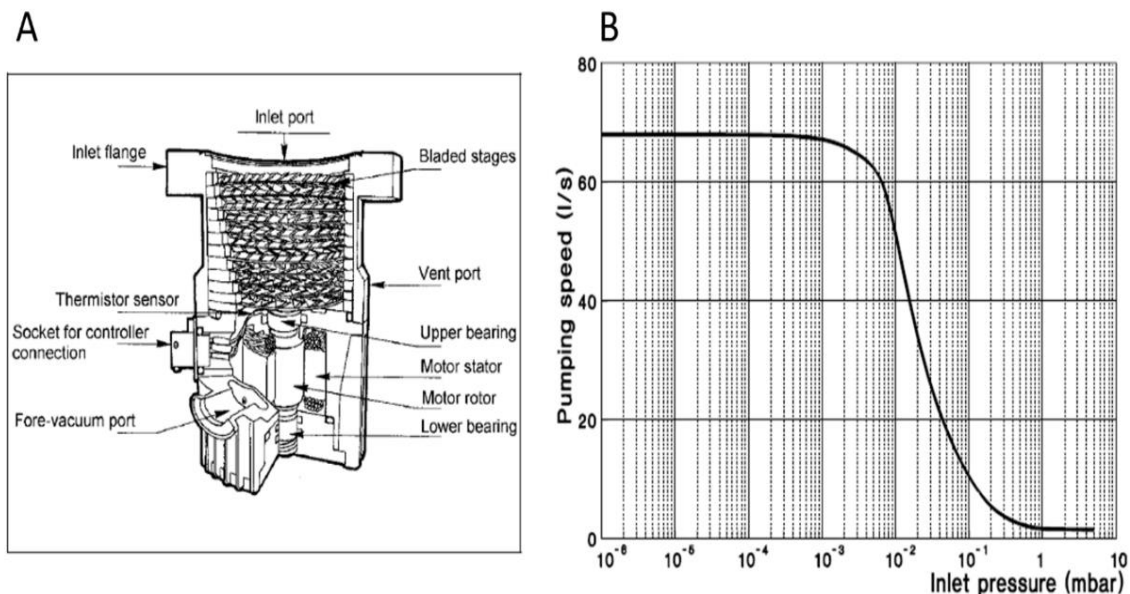 A
Inlet port
Inlet flange
Bladed stages
Vent port
Thermistor sensor
Socket for controller
connection
Upper bearing
Motor stator
Motor rotor
Fore-vacuum port
Lower bearing
B
Pumping speed (l/s)
80
60
40
20
0
10⁻⁶ 10⁻⁵ 10⁻⁴ 10⁻³ 10⁻² 10⁻¹ 1 10
Inlet pressure (mbar)